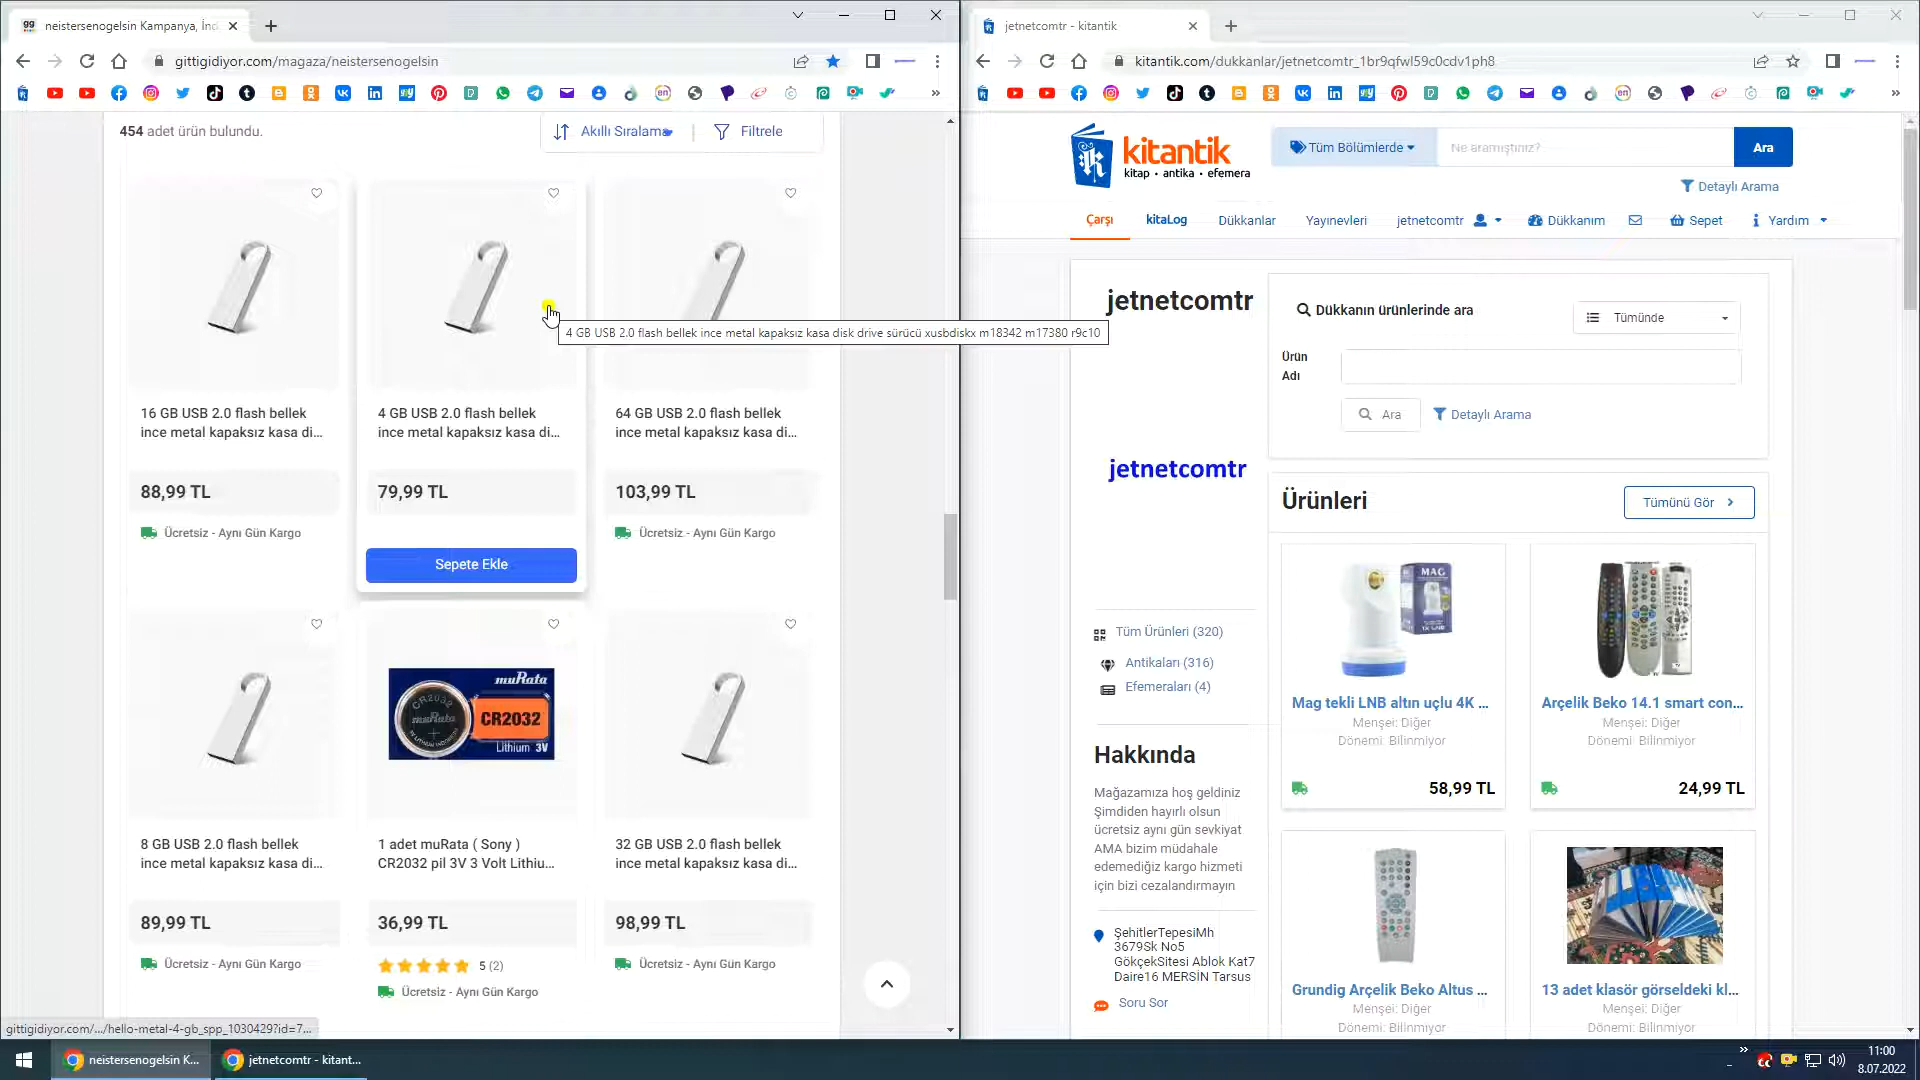 neistersenogelsin Kampanya, İnd
gittigidiyor.com/magaza/neistersenogelsin
454 adet ürün bulundu.
Akıllı Sıralama
Filtrele
4 GB USB 2.0 flash bellek ince metal kapaksız kasa disk drive sürücü xusbdiskx m18342 m17380 r9c10
16 GB USB 2.0 flash bellek
ince metal kapaksız kasa di...
88,99 TL
Ücretsiz - Aynı Gün Kargo
4 GB USB 2.0 flash bellek
ince metal kapaksız kasa di...
79,99 TL
Sepete Ekle
64 GB USB 2.0 flash bellek
ince metal kapaksız kasa di...
103,99 TL
Ücretsiz - Aynı Gün Kargo
8 GB USB 2.0 flash bellek
ince metal kapaksız kasa di...
89,99 TL
Ücretsiz - Aynı Gün Kargo
muRata
CR2032
Lithium 3V
1 adet muRata ( Sony )
CR2032 pil 3V 3 Volt Lithiu...
36,99 TL
5 (2)
Ücretsiz - Aynı Gün Kargo
32 GB USB 2.0 flash bellek
ince metal kapaksız kasa di...
98,99 TL
Ücretsiz - Aynı Gün Kargo
gittigidiyor.com/.../hello-metal-4-gb_spp_1030429?id=7...
jetnetcomtr - kitantik
kitantik.com/dukkanlar/jetnetcomtr_1br9qfwl59c0cdv1ph8
kitantik
kitap • antika • efemera
Tüm Bölümlerde
Ne aramıştınız?
Ara
Detaylı Arama
Çarşı
kitaLog
Dükkanlar
Yayınevleri
jetnetcomtr
Dükkanım
Sepet
Yardım
jetnetcomtr
jetnetcomtr
Tüm Ürünleri (320)
Antikaları (316)
Efemeraları (4)
Hakkında
Mağazamıza hoş geldiniz
Şimdiden hayırlı olsun
ücretsiz aynı gün sevkiyat
AMA bizim müdahale
edemediğiz kargo hizmeti
için bizi cezalandırmayın
ŞehitlerTepesiMh
3679Sk No5
GökçekSitesi Ablok Kat7
Daire16 MERSİN Tarsus
Soru Sor
Dükkanın ürünlerinde ara
Tümünde
Ürün
Adı
Ara
Detaylı Arama
Ürünleri
Tümünü Gör
MAG
Mag tekli LNB altın uçlu 4K ...
Menşei: Diğer
Dönemi: Bilinmiyor
58,99 TL
Arçelik Beko 14.1 smart con...
Menşei: Diğer
Dönemi: Bilinmiyor
24,99 TL
Grundig Arçelik Beko Altus ...
Menşei: Diğer
Dönemi: Bilinmiyor
13 adet klasör görseldeki kl...
Menşei: Diğer
Dönemi: Bilinmiyor
neistersenogelsin K...
jetnetcomtr - kitant...
11:00
8.07.2022